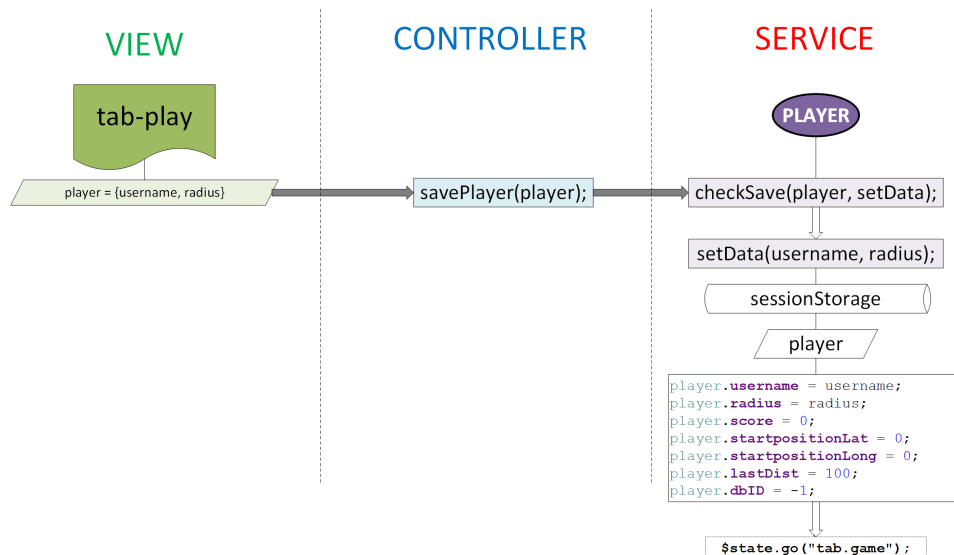 VIEW
CONTROLLER
SERVICE
tab-play
PLAYER
player = {username, radius}
savePlayer(player);
checkSave(player, setData);
setData(username, radius);
sessionStorage
player
player.username = username;
player.radius = radius;
player.score = 0;
player.startpositionLat = 0;
player.startpositionLong = 0;
player.lastDist = 100;
player.dbID = -1;
$state.go("tab.game");